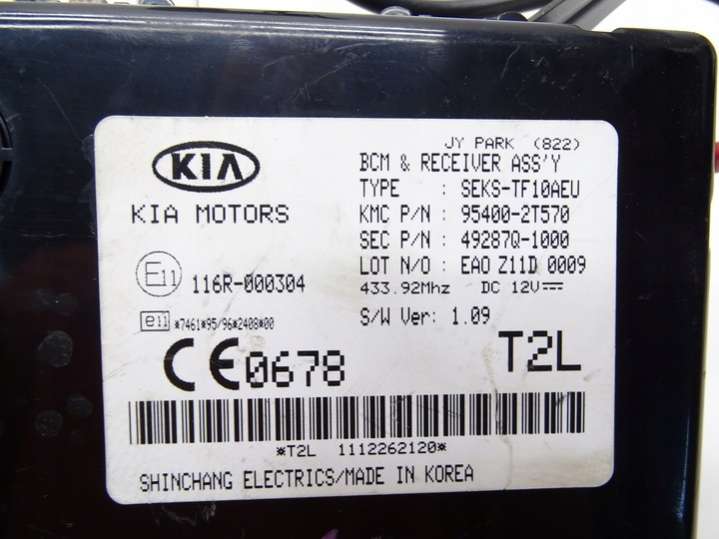 JY PARK (822)
KIA
KIA MOTORS
BCM & RECEIVER ASS'Y
TYPE : SEKS-TF10AEU
KMC P/N : 95400-2T570
SEC P/N : 49287Q-1000
LOT N/O : EAO Z11D 0009
433.92Mhz DC 12V
S/W Ver: 1.09
E11 116R-000304
e11 *7461*95/96*2408*00
CE0678
T2L
*T2L 1112262120*
SHINCHANG ELECTRICS/MADE IN KOREA